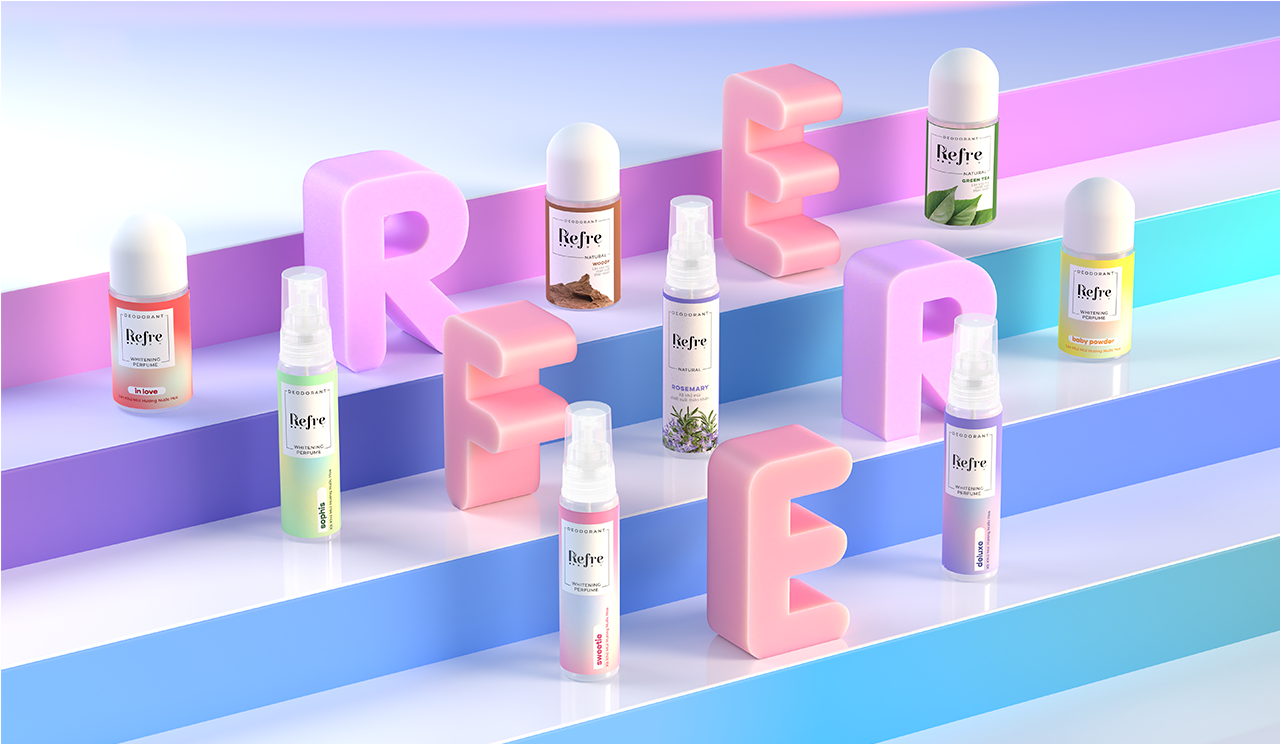 R
E
F
R
E
DEODORANT
Refre
NATURAL
GREEN TEA
DEODORANT
Refre
NATURAL
WOODY
DEODORANT
Refre
WHITENING
PERFUME
baby powder
DEODORANT
Refre
WHITENING
PERFUME
in love
DEODORANT
Refre
NATURAL
ROSEMARY
DEODORANT
Refre
WHITENING
PERFUME
sophis
DEODORANT
Refre
WHITENING
PERFUME
deluxe
DEODORANT
Refre
WHITENING
PERFUME
sweetie